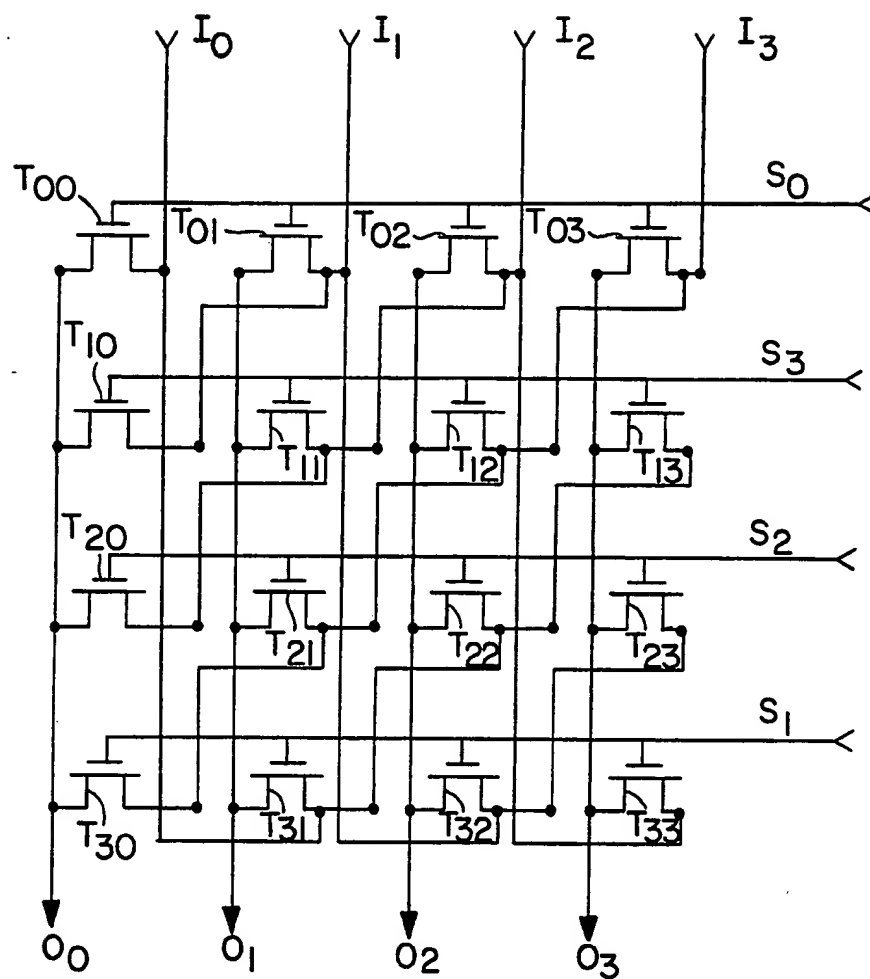 I0 I1 I2 I3
T00 S0
T01 T02 T03
T10 S3
T11 T12 T13
T20 S2
T21 T22 T23
S1
T30 T31 T32 T33
O0 O1 O2 O3